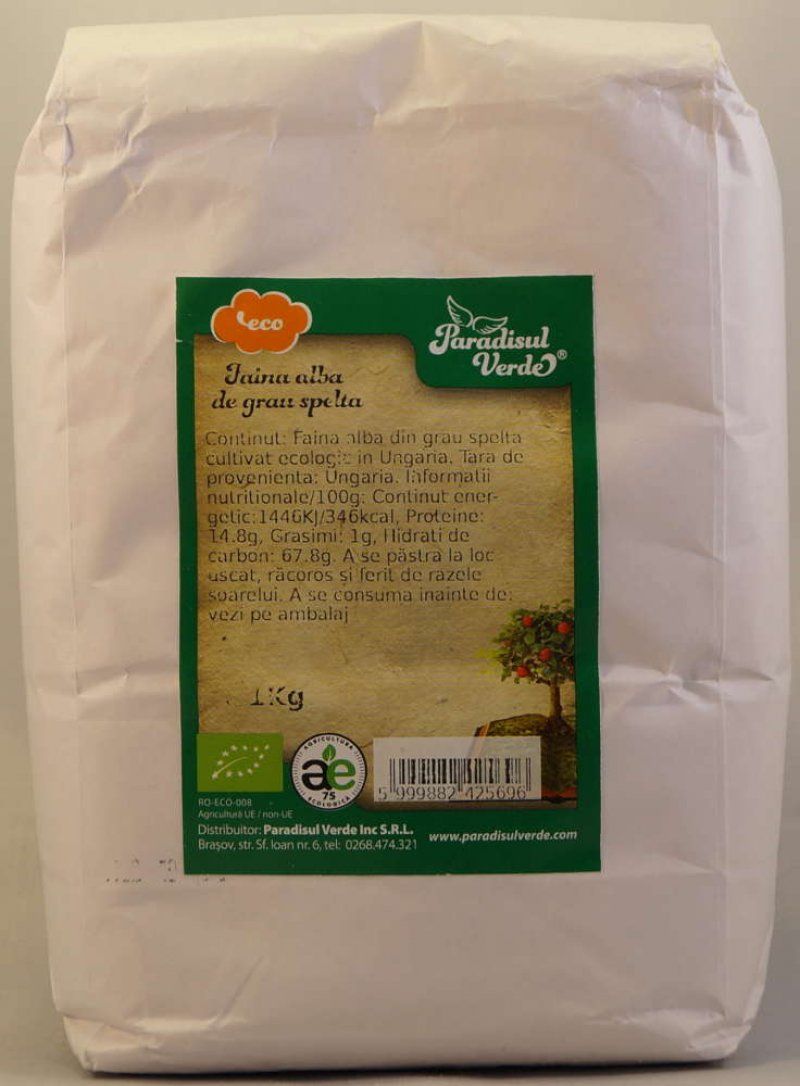 eco
Paradisul
Verde®
Faina alba
de grau spelta
Continut: Faina alba din grau spelta
cultivat ecologic in Ungaria. Tara de
provenienta: Ungaria. Informatii
nutritionale/100g: Continut ener-
getic:1446KJ/346kcal, Proteine:
14.8g, Grasimi: 1g, Hidrati de
carbon: 67.8g. A se păstra la loc
uscat, răcoros și ferit de razele
soarelui. A se consuma inainte de:
vezi pe ambalaj
1Kg
AGRICULTURA
ae
75
ECOLOGICA
5 999882 425696
RO-ECO-008
Agricultură UE / non-UE
Distribuitor: Paradisul Verde Inc S.R.L.
Brașov, str. Sf. Ioan nr. 6, tel: 0268.474.321
www.paradisulverde.com